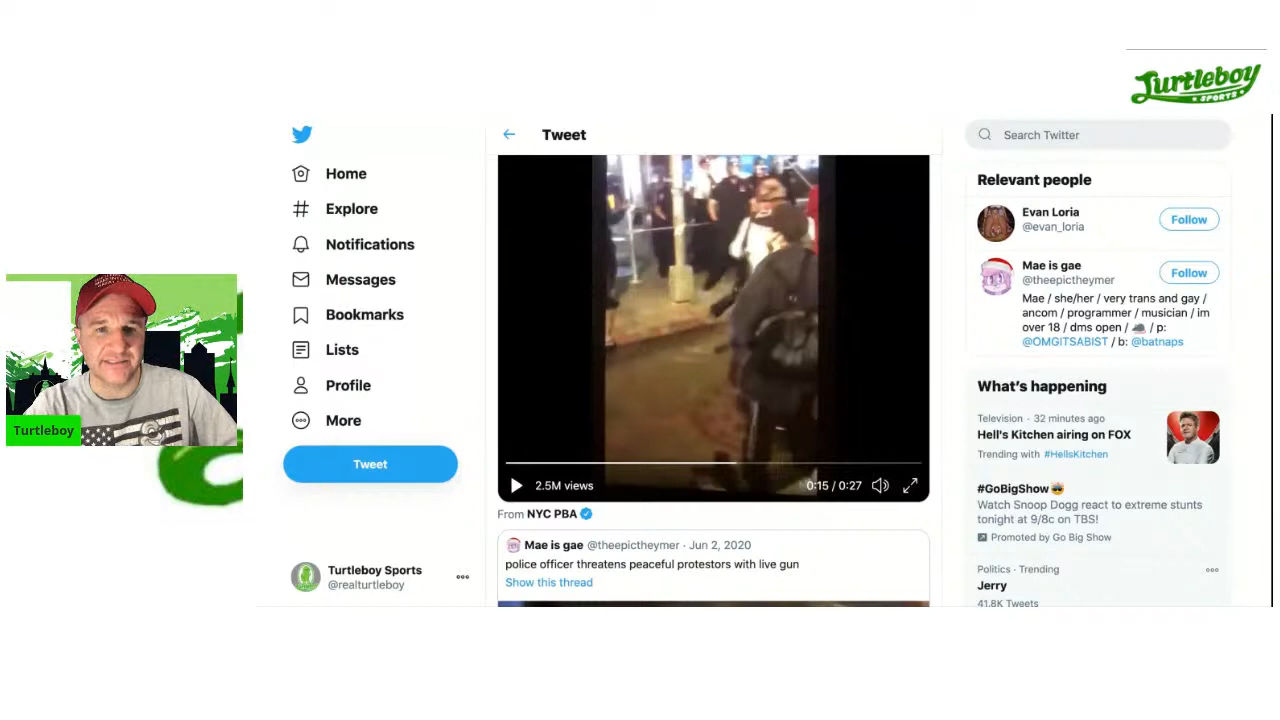 Turtleboy
SPORTS
Tweet
Search Twitter
Home
Explore
Notifications
Messages
Bookmarks
Lists
Profile
More
Tweet
Turtleboy Sports
@realturtleboy
Turtleboy
2.5M views
0:15 / 0:27
From NYC PBA
Mae is gae @theepictheymer · Jun 2, 2020
police officer threatens peaceful protestors with live gun
Show this thread
Relevant people
Evan Loria
@evan_loria
Follow
Mae is gae
@theepictheymer
Follow
Mae / she/her / very trans and gay /
ancom / programmer / musician / im
over 18 / dms open / / p:
@OMGITSABIST / b: @batnaps
What's happening
Television · 32 minutes ago
Hell's Kitchen airing on FOX
Trending with #HellsKitchen
#GoBigShow
Watch Snoop Dogg react to extreme stunts
tonight at 9/8c on TBS!
Promoted by Go Big Show
Politics · Trending
Jerry
41.8K Tweets